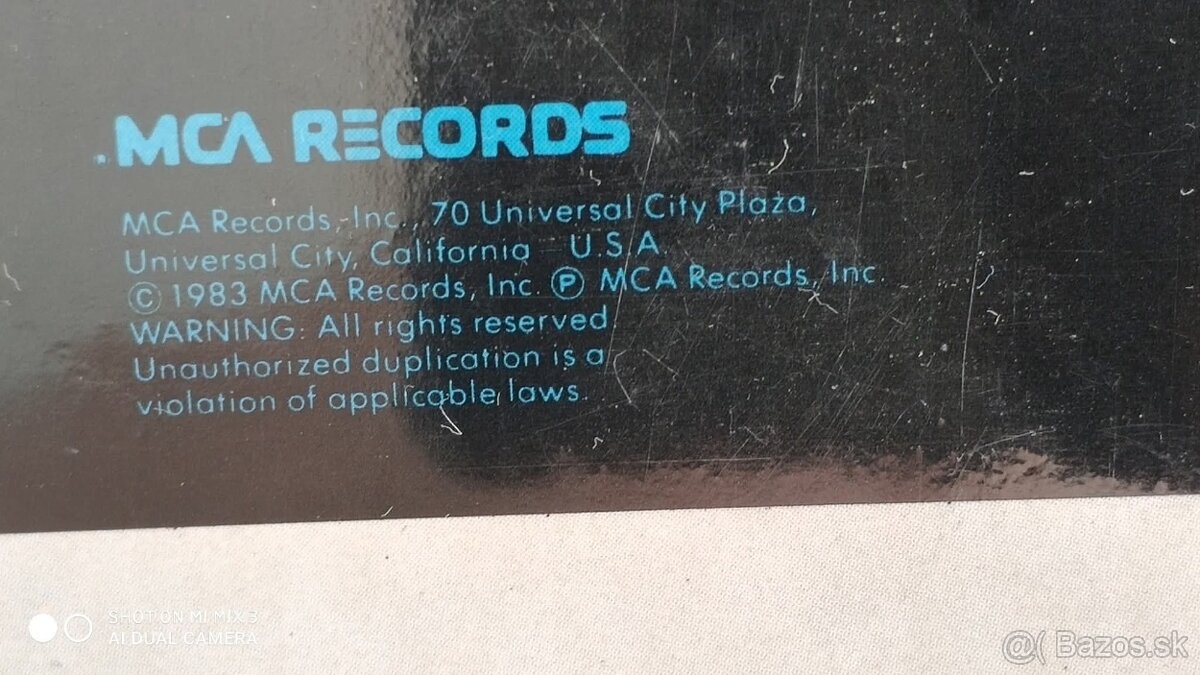 MCA RECORDS
MCA Records, Inc., 70 Universal City Plaza,
Universal City, California U.S.A.
© 1983 MCA Records, Inc. ℗ MCA Records, Inc.
WARNING: All rights reserved.
Unauthorized duplication is a
violation of applicable laws.
SHOT ON MI MIX 3
AI DUAL CAMERA
@( Bazos.sk